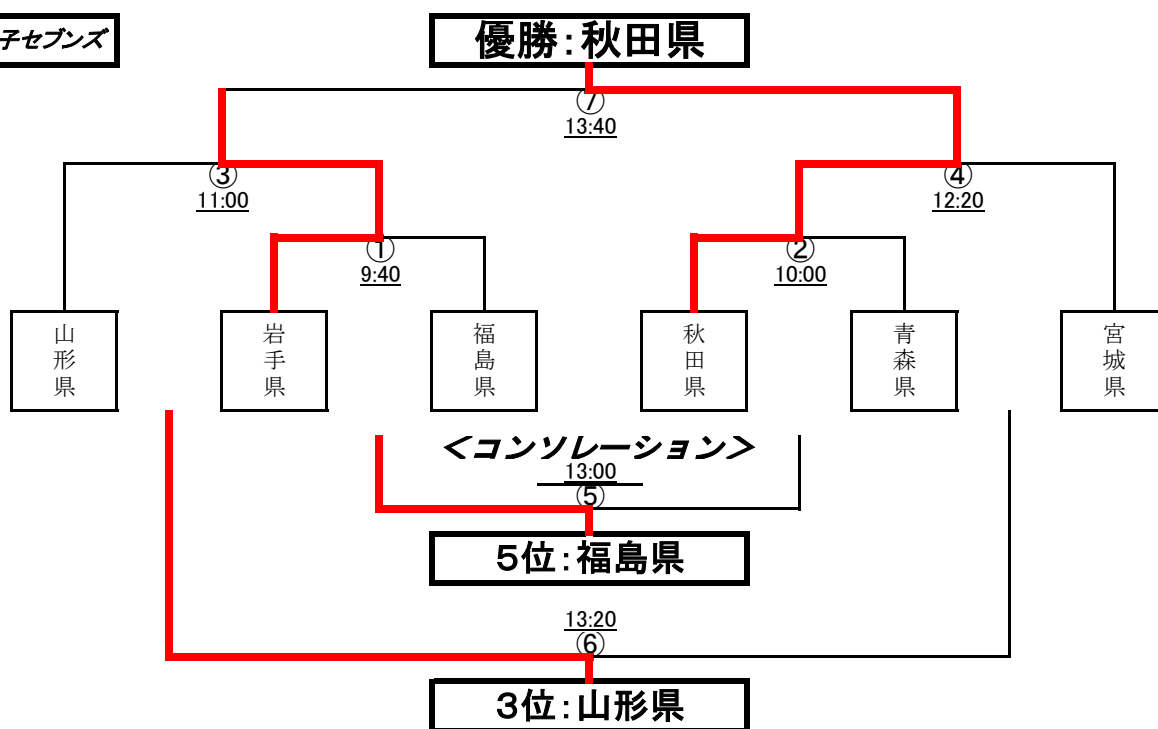 子セブンズ
優勝:秋田県
⑦
13:40
③
11:00
④
12:20
①
9:40
②
10:00
山形県
岩手県
福島県
秋田県
青森県
宮城県
<コンソレーション>
13:00
⑤
5位:福島県
13:20
⑥
3位:山形県